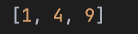 [1, 4, 9]